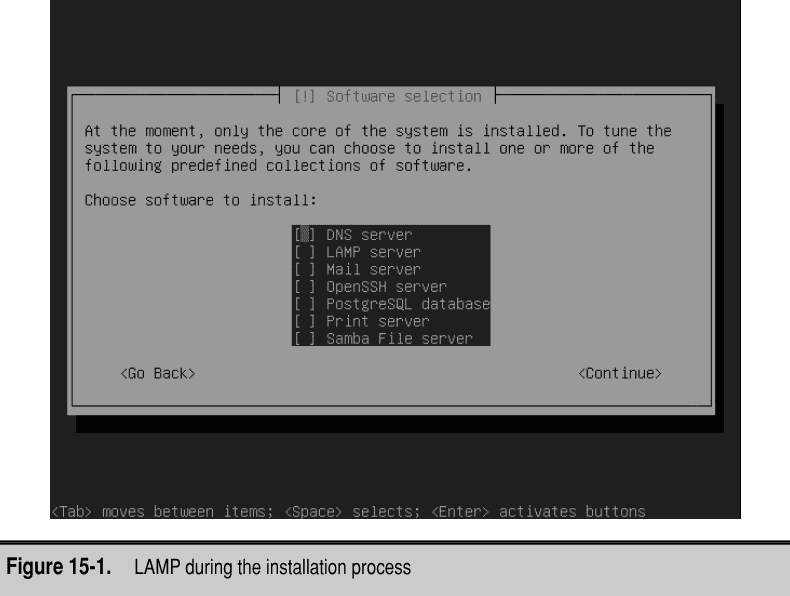 [!] Software selection
At the moment, only the core of the system is installed. To tune the
system to your needs, you can choose to install one or more of the
following predefined collections of software.
Choose software to install:
[ ] DNS server
[ ] LAMP server
[ ] Mail server
[ ] OpenSSH server
[ ] PostgreSQL database
[ ] Print server
[ ] Samba File server
<Go Back> <Continue>
<Tab> moves between items; <Space> selects; <Enter> activates buttons
Figure 15-1. LAMP during the installation process